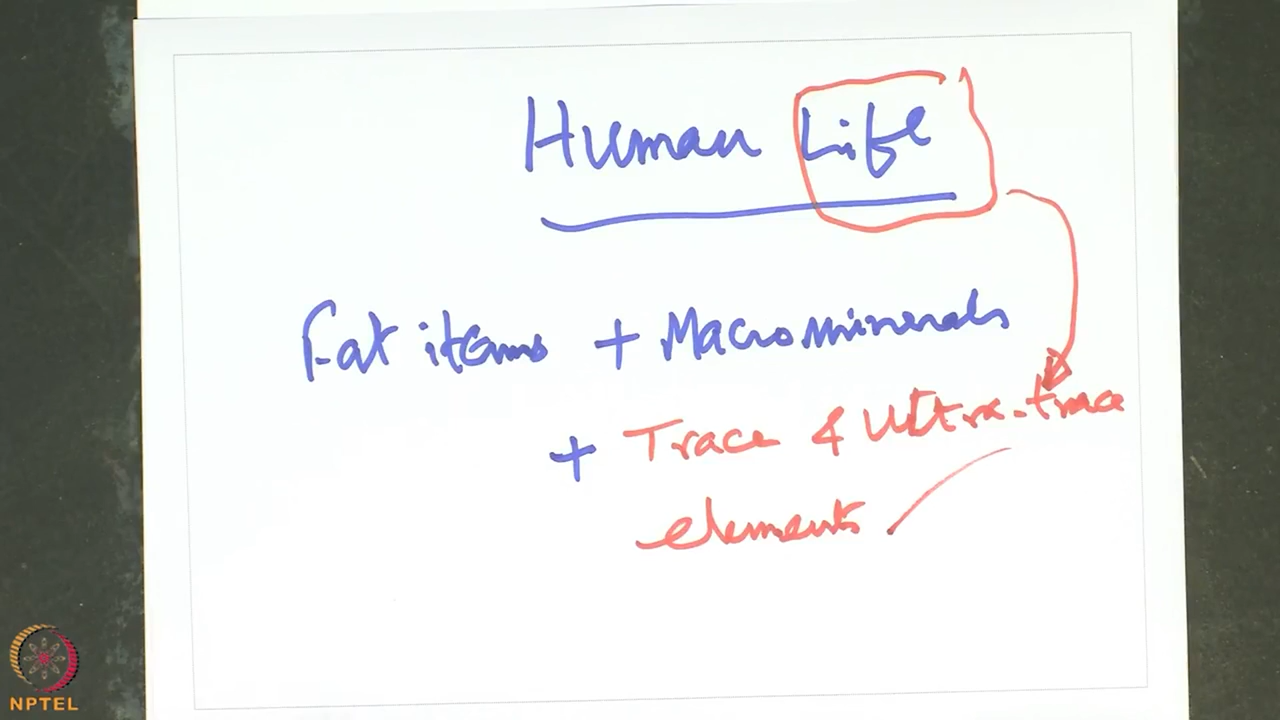 Human Life
Fat items + Macrominerals
+ Trace & Ultra-trace
elements
NPTEL